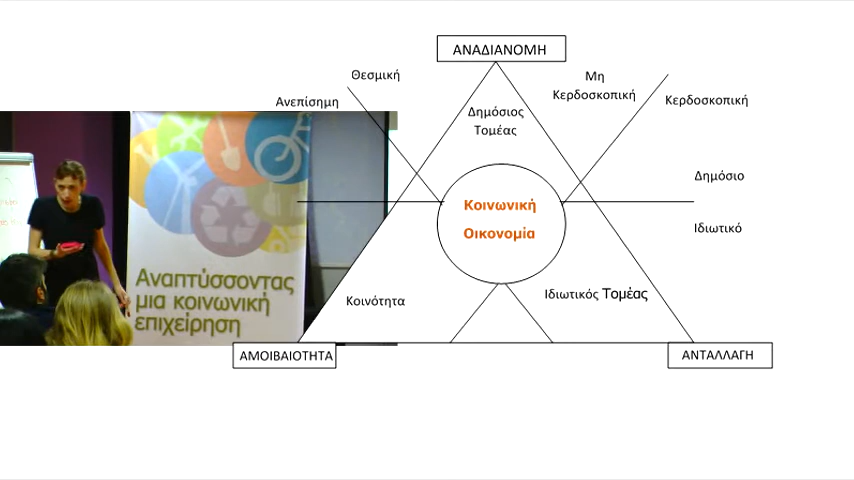 ΑΝΑΔΙΑΝΟΜΗ
Θεσμική
Μη
Κερδοσκοπική
Ανεπίσημη
Κερδοσκοπική
Δημόσιος
Τομέας
Δημόσιο
Κοινωνική
Οικονομία
Ιδιωτικό
Κοινότητα
Ιδιωτικός Τομέας
ΑΜΟΙΒΑΙΟΤΗΤΑ
ΑΝΤΑΛΛΑΓΗ
Αναπτύσσοντας
μια κοινωνική
επιχείρηση